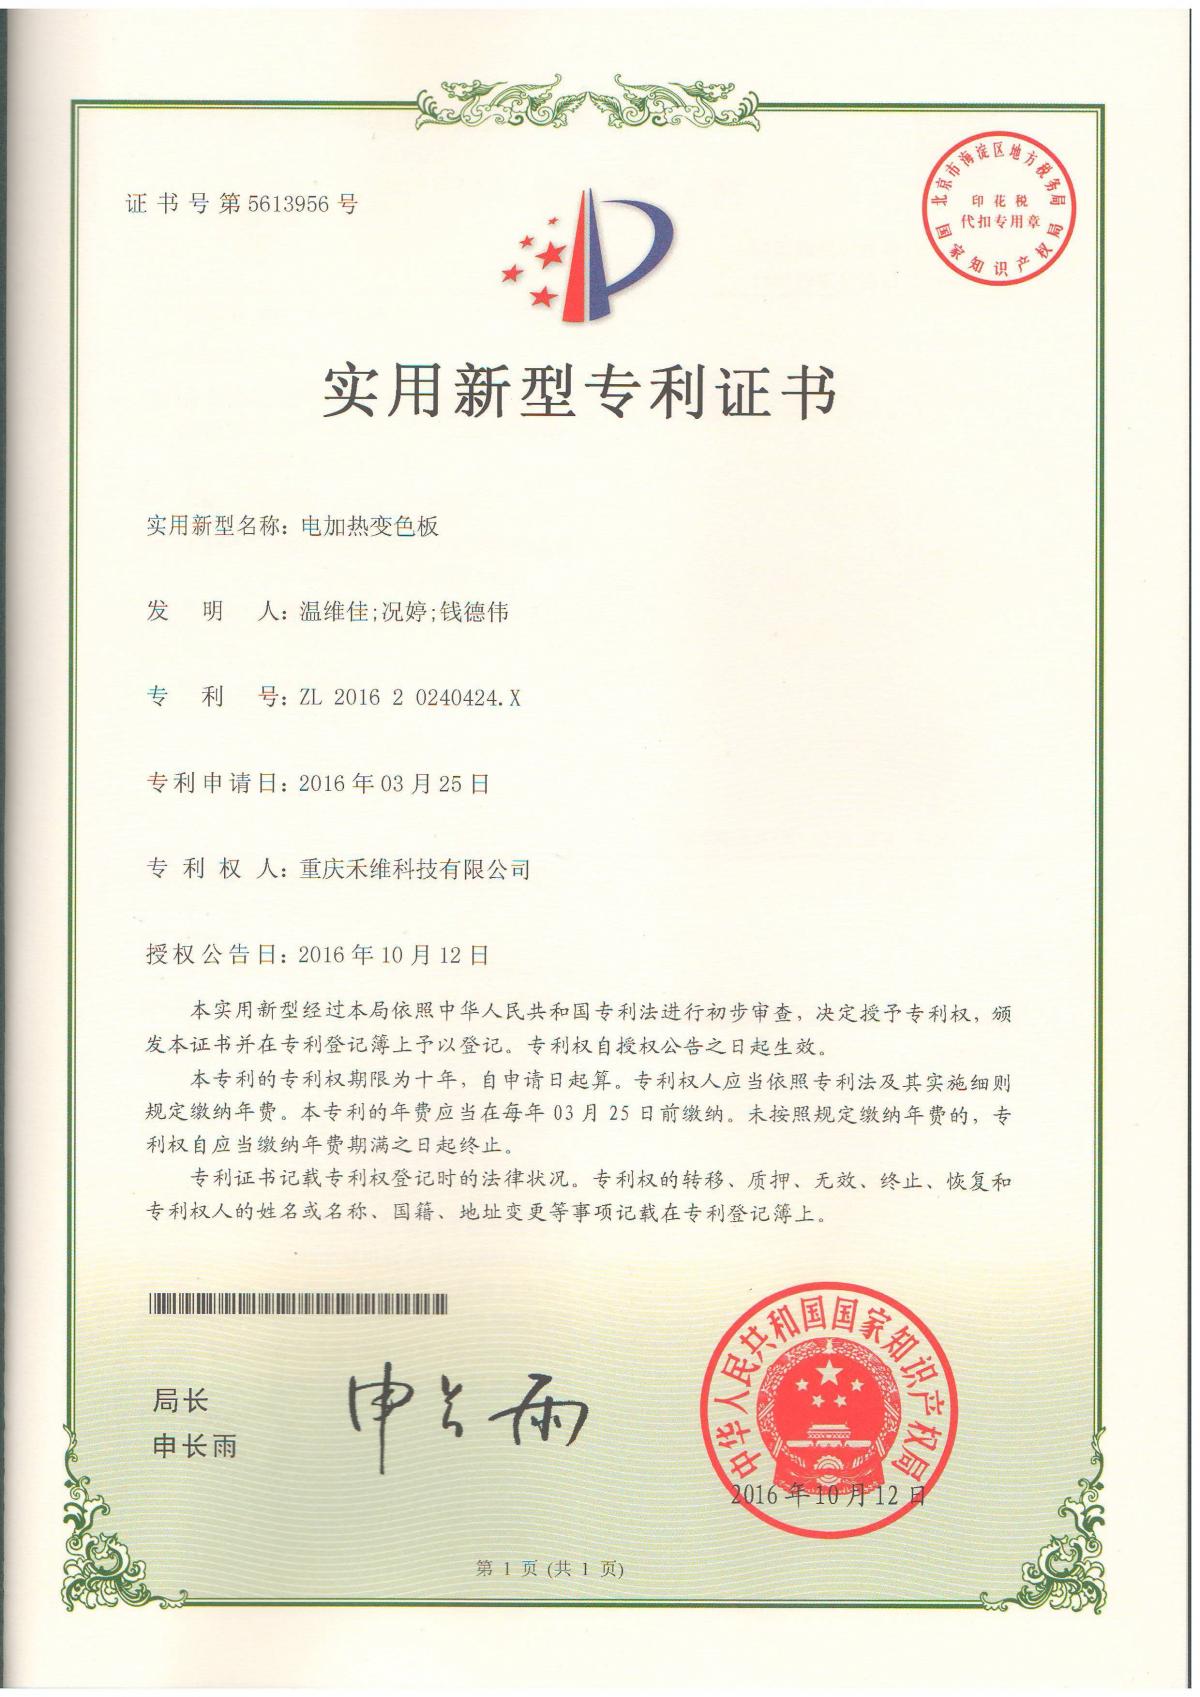 证书号第5613956号
北京市海淀区地方税务局
印花税
代扣专用章
国家知识产权局
实用新型专利证书
实用新型名称：电加热变色板
发明人：温维佳;况婷;钱德伟
专利号：ZL 2016 2 0240424.X
专利申请日：2016年03月25日
专利权人：重庆禾维科技有限公司
授权公告日：2016年10月12日
本实用新型经过本局依照中华人民共和国专利法进行初步审查，决定授予专利权，颁
发本证书并在专利登记簿上予以登记。专利权自授权公告之日起生效。
本专利的专利权期限为十年，自申请日起算。专利权人应当依照专利法及其实施细则
规定缴纳年费。本专利的年费应当在每年03月25日前缴纳。未按照规定缴纳年费的，专
利权自应当缴纳年费期满之日起终止。
专利证书记载专利权登记时的法律状况。专利权的转移、质押、无效、终止、恢复和
专利权人的姓名或名称、国籍、地址变更等事项记载在专利登记簿上。
局长
申长雨
申长雨
中华人民共和国国家知识产权局
2016年10月12日
第1页(共1页)